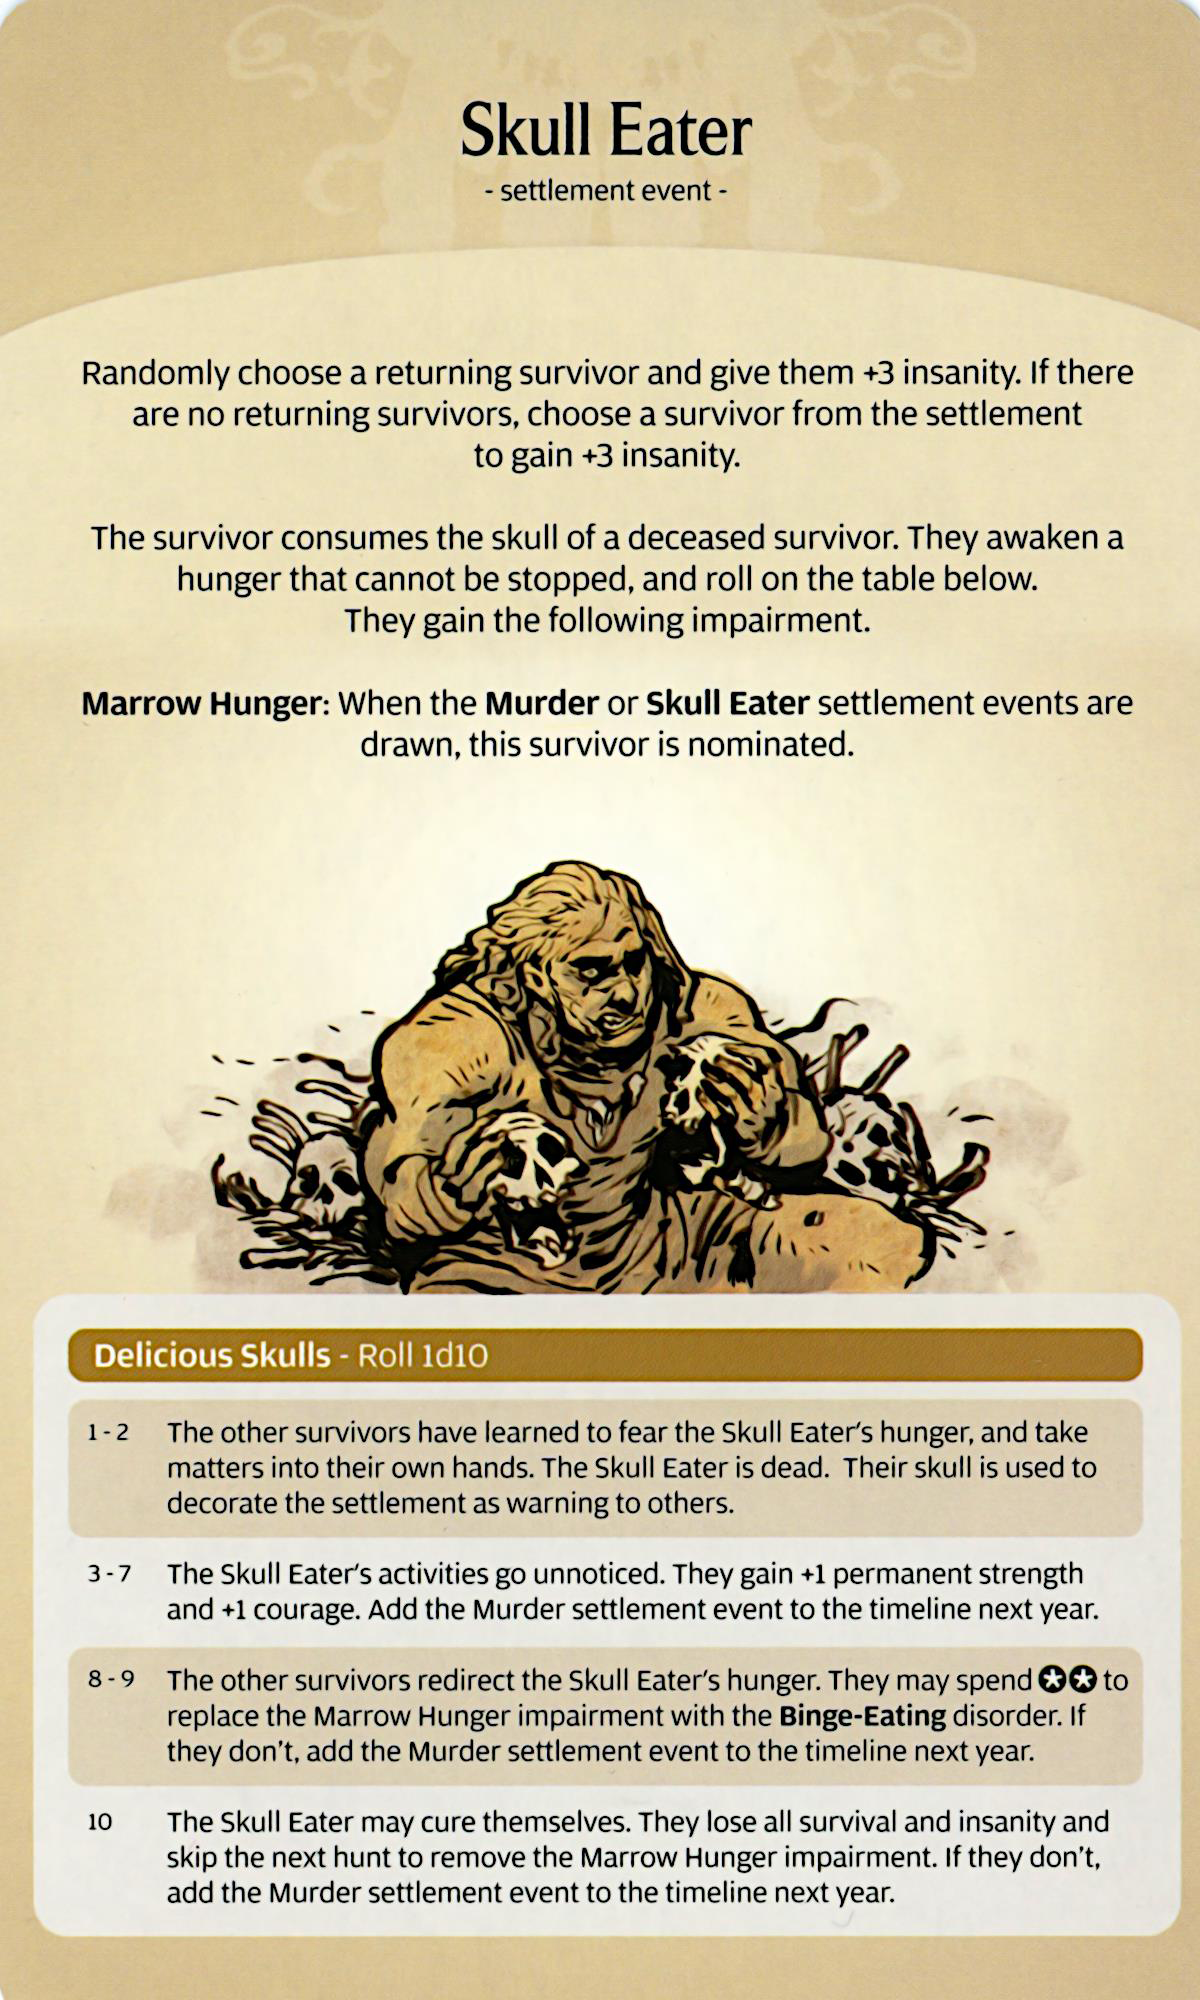 Skull Eater
- settlement event -
Randomly choose a returning survivor and give them +3 insanity. If there
are no returning survivors, choose a survivor from the settlement
to gain +3 insanity.
The survivor consumes the skull of a deceased survivor. They awaken a
hunger that cannot be stopped, and roll on the table below.
They gain the following impairment.
Marrow Hunger: When the Murder or Skull Eater settlement events are
drawn, this survivor is nominated.
Delicious Skulls - Roll 1d10
1 - 2 The other survivors have learned to fear the Skull Eater's hunger, and take
matters into their own hands. The Skull Eater is dead.  Their skull is used to
decorate the settlement as warning to others.
3 - 7 The Skull Eater's activities go unnoticed. They gain +1 permanent strength
and +1 courage. Add the Murder settlement event to the timeline next year.
8 - 9 The other survivors redirect the Skull Eater's hunger. They may spend ✪✪ to
replace the Marrow Hunger impairment with the Binge-Eating disorder. If
they don't, add the Murder settlement event to the timeline next year.
10 The Skull Eater may cure themselves. They lose all survival and insanity and
skip the next hunt to remove the Marrow Hunger impairment. If they don't,
add the Murder settlement event to the timeline next year.